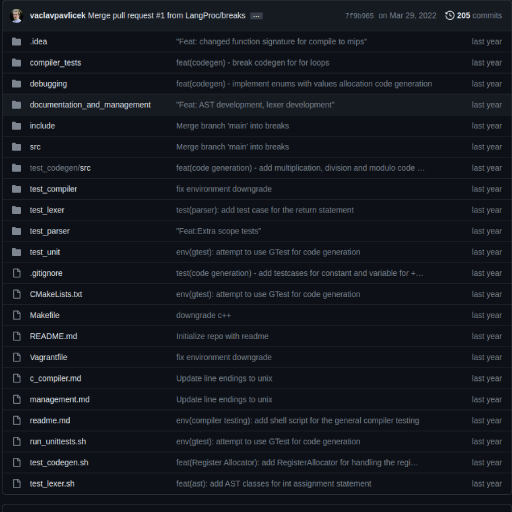 vaclavpavlicek Merge pull request #1 from LangProc/breaks ... 7f9b965 on Mar 29, 2022 205 commits
.idea "Feat: changed function signature for compile to mips" last year
compiler_tests feat(codegen) - break codegen for for loops last year
debugging feat(codegen) - implement enums with values allocation code generation last year
documentation_and_management "Feat: AST development, lexer development" last year
include Merge branch 'main' into breaks last year
src Merge branch 'main' into breaks last year
test_codegen/src feat(code generation) - add multiplication, division and modulo code ... last year
test_compiler fix environment downgrade last year
test_lexer test(parser): add test case for the return statement last year
test_parser "Feat:Extra scope tests" last year
test_unit env(gtest): attempt to use GTest for code generation last year
.gitignore test(code generation) - add testcases for constant and variable for +... last year
CMakeLists.txt env(gtest): attempt to use GTest for code generation last year
Makefile downgrade c++ last year
README.md Initialize repo with readme last year
Vagrantfile fix environment downgrade last year
c_compiler.md Update line endings to unix last year
management.md Update line endings to unix last year
readme.md env(compiler testing): add shell script for the general compiler testing last year
run_unittests.sh env(gtest): attempt to use GTest for code generation last year
test_codegen.sh feat(Register Allocator): add RegisterAllocator for handling the regi... last year
test_lexer.sh feat(ast): add AST classes for int assignment statement last year